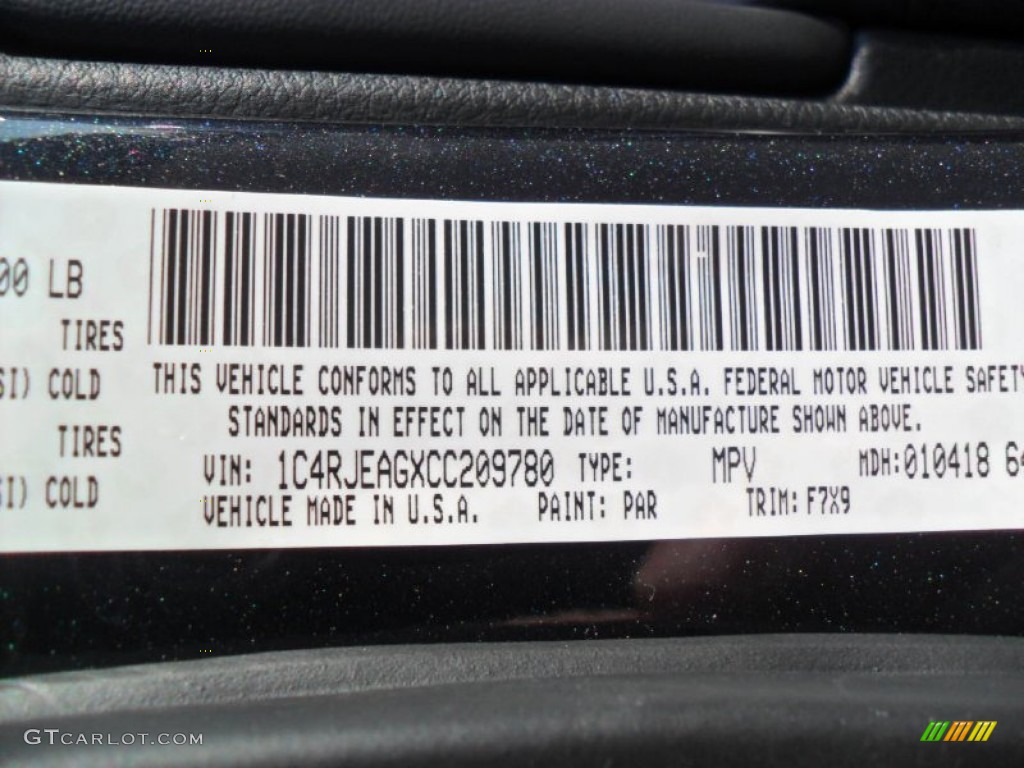 00 LB
TIRES
SI) COLD
TIRES
SI) COLD
THIS VEHICLE CONFORMS TO ALL APPLICABLE U.S.A. FEDERAL MOTOR VEHICLE SAFETY
STANDARDS IN EFFECT ON THE DATE OF MANUFACTURE SHOWN ABOVE.
VIN: 1C4RJEAGXCC209780 TYPE: MPV MDH:010418 64
VEHICLE MADE IN U.S.A. PAINT: PAR TRIM: F7X9
GTCARLOT.COM